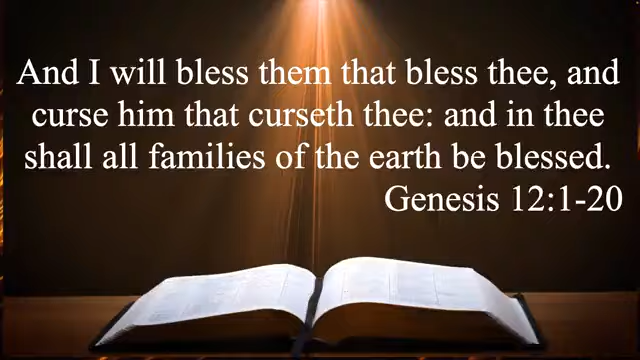 And I will bless them that bless thee, and
curse him that curseth thee: and in thee
shall all families of the earth be blessed.
Genesis 12:1-20